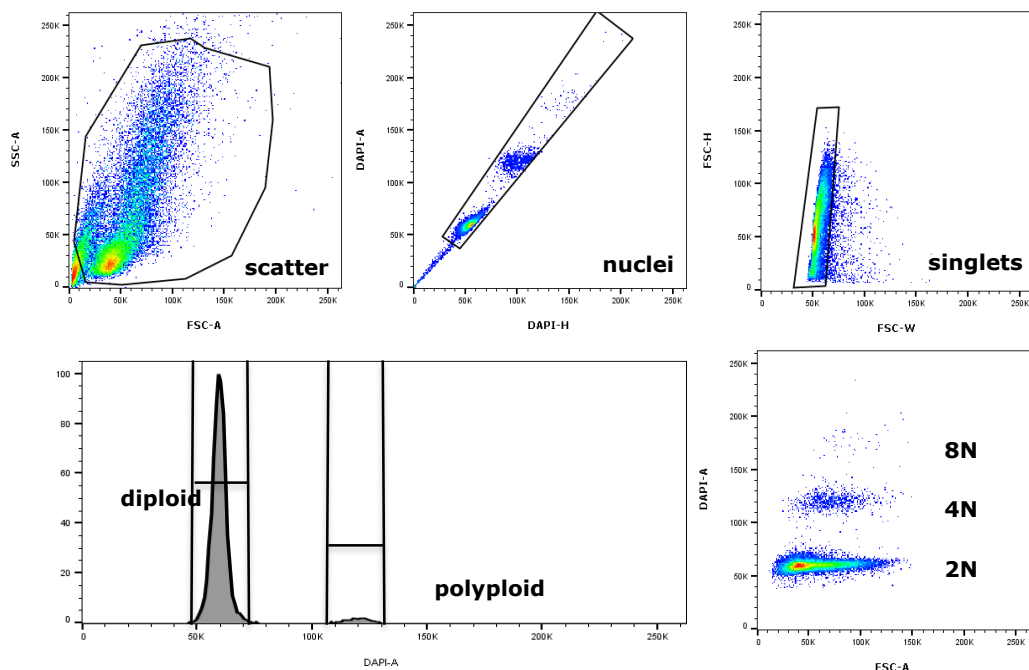 250K
200K
150K
100K
50K
0
SSC-A
0
50K
100K
150K
200K
250K
FSC-A
scatter
250K
200K
150K
100K
50K
0
DAPI-A
0
50K
100K
150K
200K
250K
DAPI-H
nuclei
250K
200K
150K
100K
50K
0
FSC-H
0
50K
100K
150K
200K
250K
FSC-W
singlets
100
80
60
40
20
0
0
50K
100K
150K
200K
250K
DAPI-A
diploid
polyploid
250K
200K
150K
100K
50K
0
DAPI-A
0
50K
100K
150K
200K
250K
FSC-A
8N
4N
2N